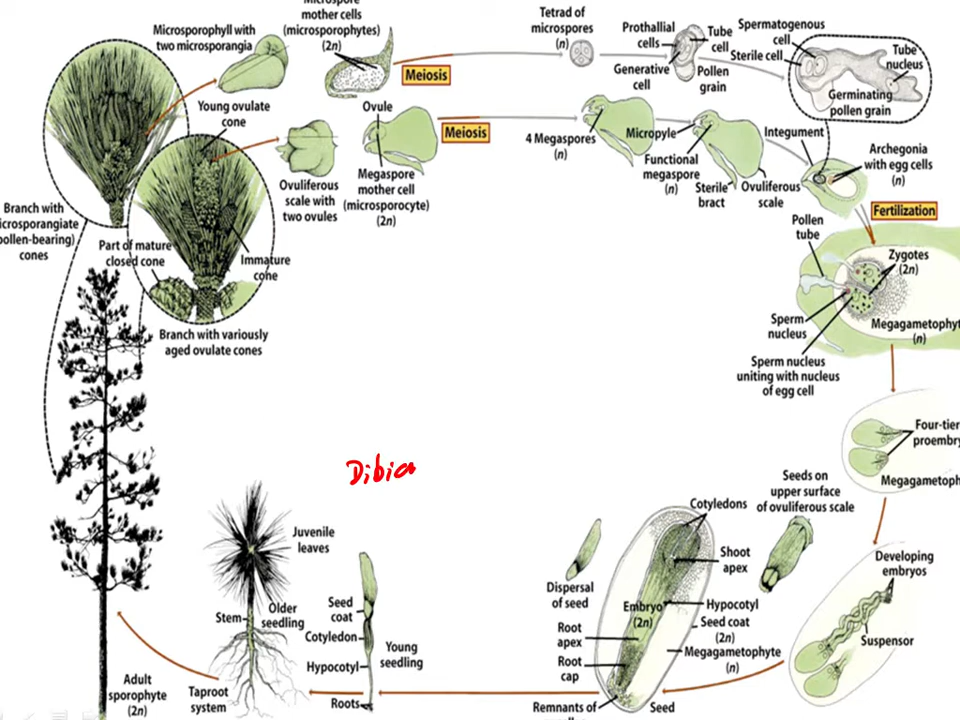 Microspore
mother cells
(microsporophytes)
(2n)
Microsporophyll with
two microsporangia
Meiosis
Tetrad of
microspores
(n)
Prothallial
cells
Tube
cell
Generative
cell
Pollen
grain
Spermatogenous
cell
Sterile cell
Tube
nucleus
Germinating
pollen grain
Young ovulate
cone
Ovule
Meiosis
Ovuliferous
scale with
two ovules
Megaspore
mother cell
(microsporocyte)
(2n)
4 Megaspores
(n)
Micropyle
Functional
megaspore
(n)
Sterile
bract
Ovuliferous
scale
Integument
Archegonia
with egg cells
(n)
Fertilization
Branch with
icrosporangiate
pollen-bearing)
cones
Part of mature
closed cone
Immature
cone
Branch with variously
aged ovulate cones
Pollen
tube
Zygotes
(2n)
Sperm
nucleus
Megagametophyt
(n)
Sperm nucleus
uniting with nucleus
of egg cell
Four-tier
proembry
Megagametoph
Dibia
Seeds on
upper surface
of ovuliferous scale
Cotyledons
Shoot
apex
Dispersal
of seed
Embryo
(2n)
Hypocotyl
Seed coat
(2n)
Megagametophyte
(n)
Root
apex
Root
cap
Remnants of
Seed
Developing
embryos
Suspensor
Juvenile
leaves
Stem
Older
seedling
Seed
coat
Cotyledon
Young
seedling
Hypocotyl
Roots
Taproot
system
Adult
sporophyte
(2n)